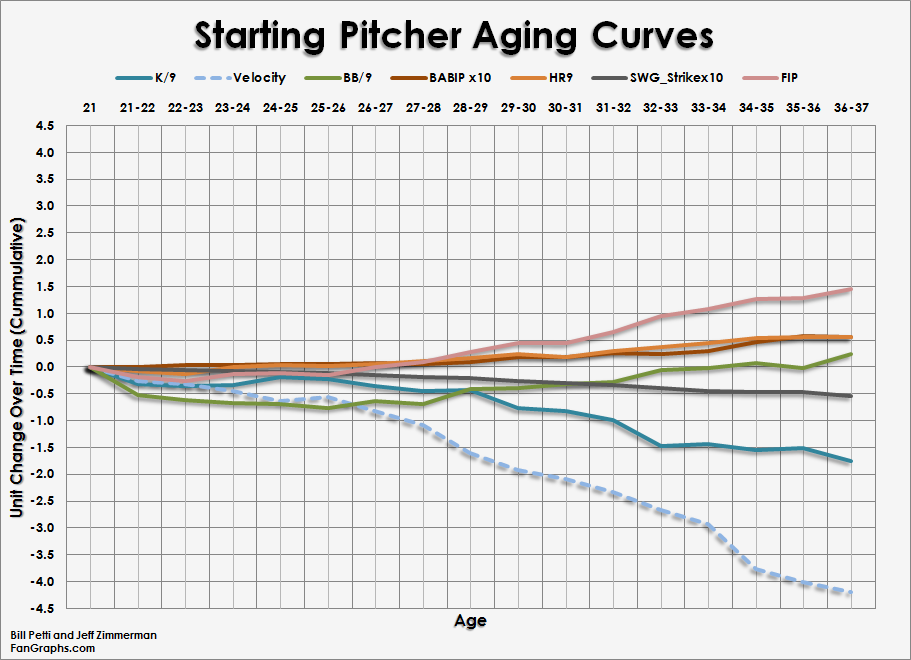 Starting Pitcher Aging Curves
K/9 Velocity BB/9 BABIP x10 HR9 SWG_Strikex10 FIP
21 21-22 22-23 23-24 24-25 25-26 26-27 27-28 28-29 29-30 30-31 31-32 32-33 33-34 34-35 35-36 36-37
4.5
4.0
3.5
3.0
2.5
2.0
1.5
1.0
0.5
0.0
-0.5
-1.0
-1.5
-2.0
-2.5
-3.0
-3.5
-4.0
-4.5
Unit Change Over Time (Cummulative)
Age
Bill Petti and Jeff Zimmerman
FanGraphs.com